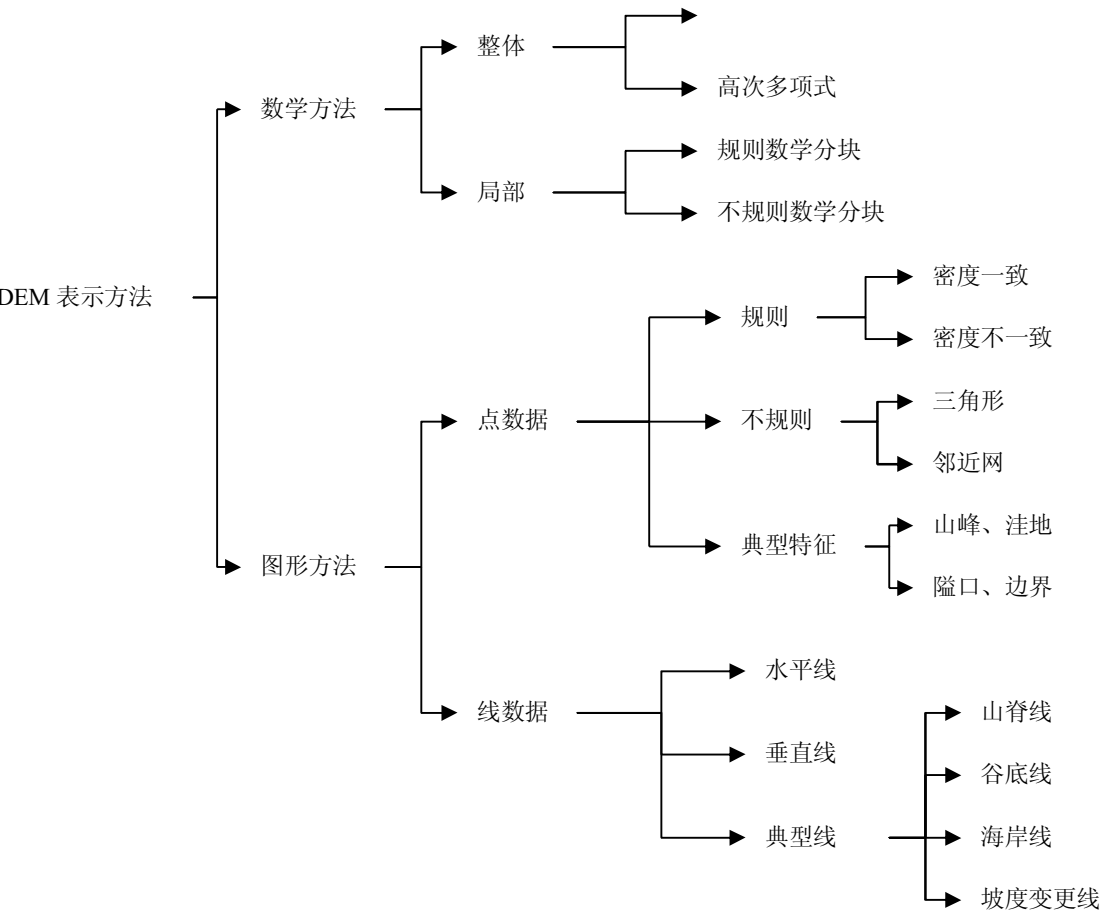 整体
高次多项式
数学方法
规则数学分块
局部
不规则数学分块
DEM 表示方法
密度一致
规则
密度不一致
点数据
不规则
三角形
邻近网
图形方法
典型特征
山峰、洼地
隘口、边界
水平线
线数据
山脊线
垂直线
谷底线
典型线
海岸线
坡度变更线